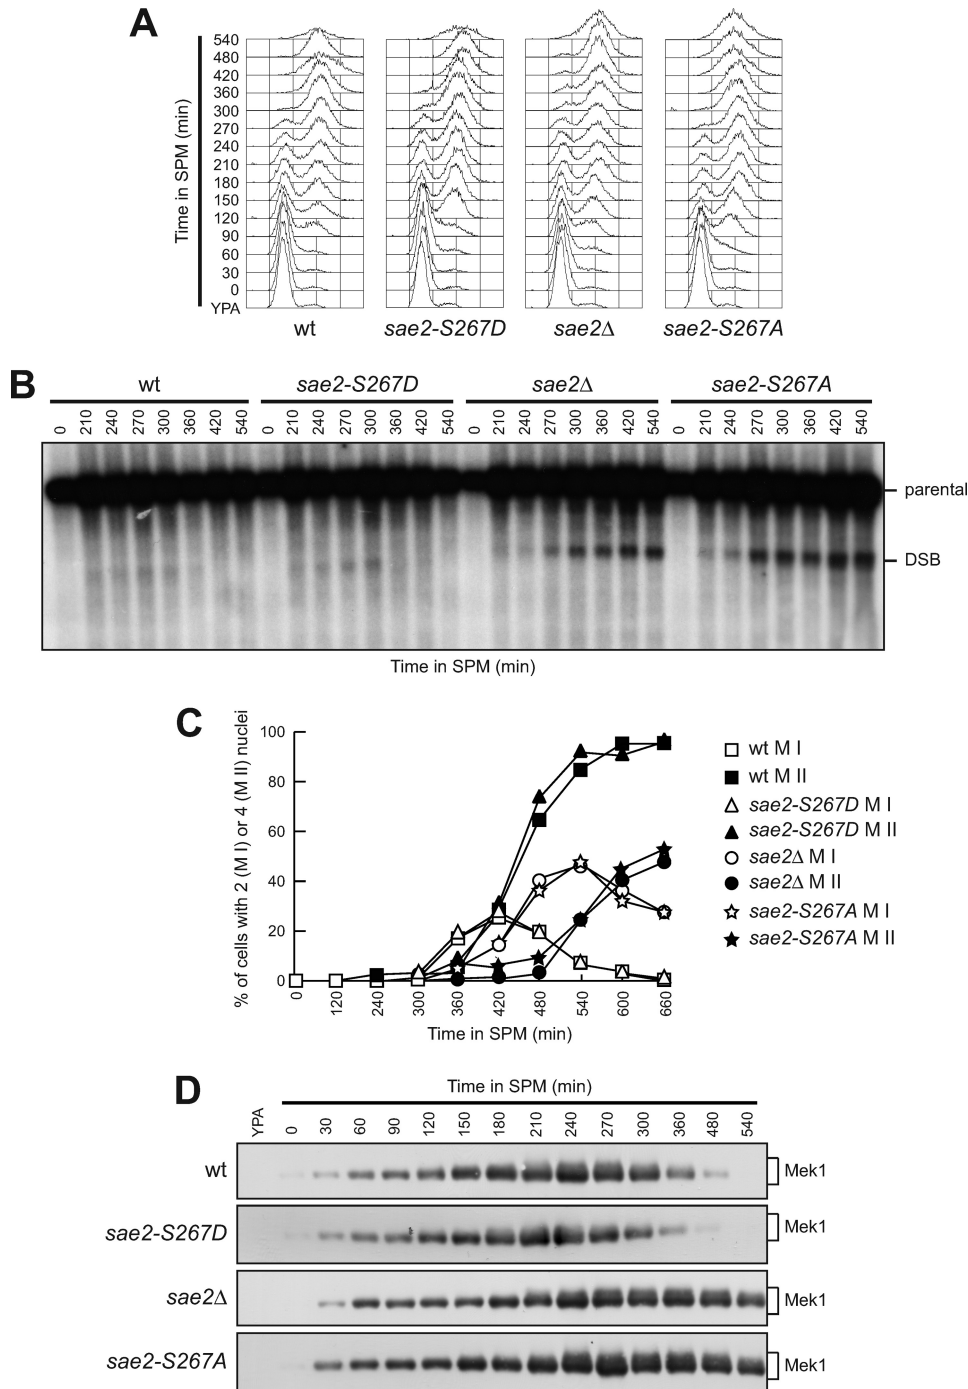 A
Time in SPM (min)
540
480
420
360
300
270
240
210
180
150
120
90
60
30
0
YPA
wt
sae2-S267D
sae2Δ
sae2-S267A
B
wt
sae2-S267D
sae2Δ
sae2-S267A
0 210 240 270 300 360 420 540 0 210 240 270 300 360 420 540 0 210 240 270 300 360 420 540 0 210 240 270 300 360 420 540
parental
DSB
Time in SPM (min)
C
% of cells with 2 (M I) or 4 (M II) nuclei
100
80
60
40
20
0
0 120 240 300 360 420 480 540 600 660
Time in SPM (min)
wt M I
wt M II
sae2-S267D M I
sae2-S267D M II
sae2Δ M I
sae2Δ M II
sae2-S267A M I
sae2-S267A M II
D
Time in SPM (min)
YPA 0 30 60 90 120 150 180 210 240 270 300 360 480 540
wt
Mek1
sae2-S267D
Mek1
sae2Δ
Mek1
sae2-S267A
Mek1